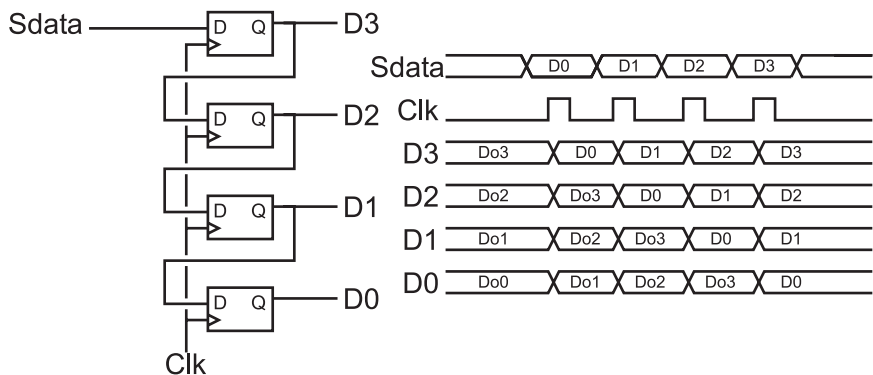 Sdata
D Q D3
D Q D2
D Q D1
D Q D0
Clk
Sdata D0 D1 D2 D3
Clk
D3 Do3 D0 D1 D2 D3
D2 Do2 Do3 D0 D1 D2
D1 Do1 Do2 Do3 D0 D1
D0 Do0 Do1 Do2 Do3 D0